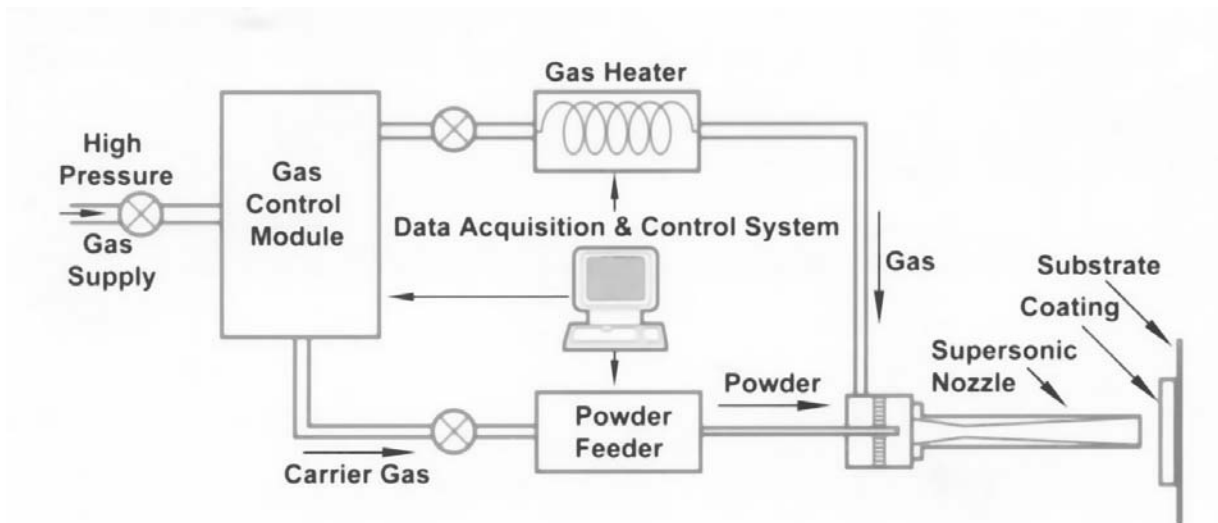 Gas Heater
High
Pressure
Gas
Supply
Gas
Control
Module
Data Acquisition & Control System
Gas
Substrate
Coating
Supersonic
Nozzle
Powder
Powder
Feeder
Carrier Gas